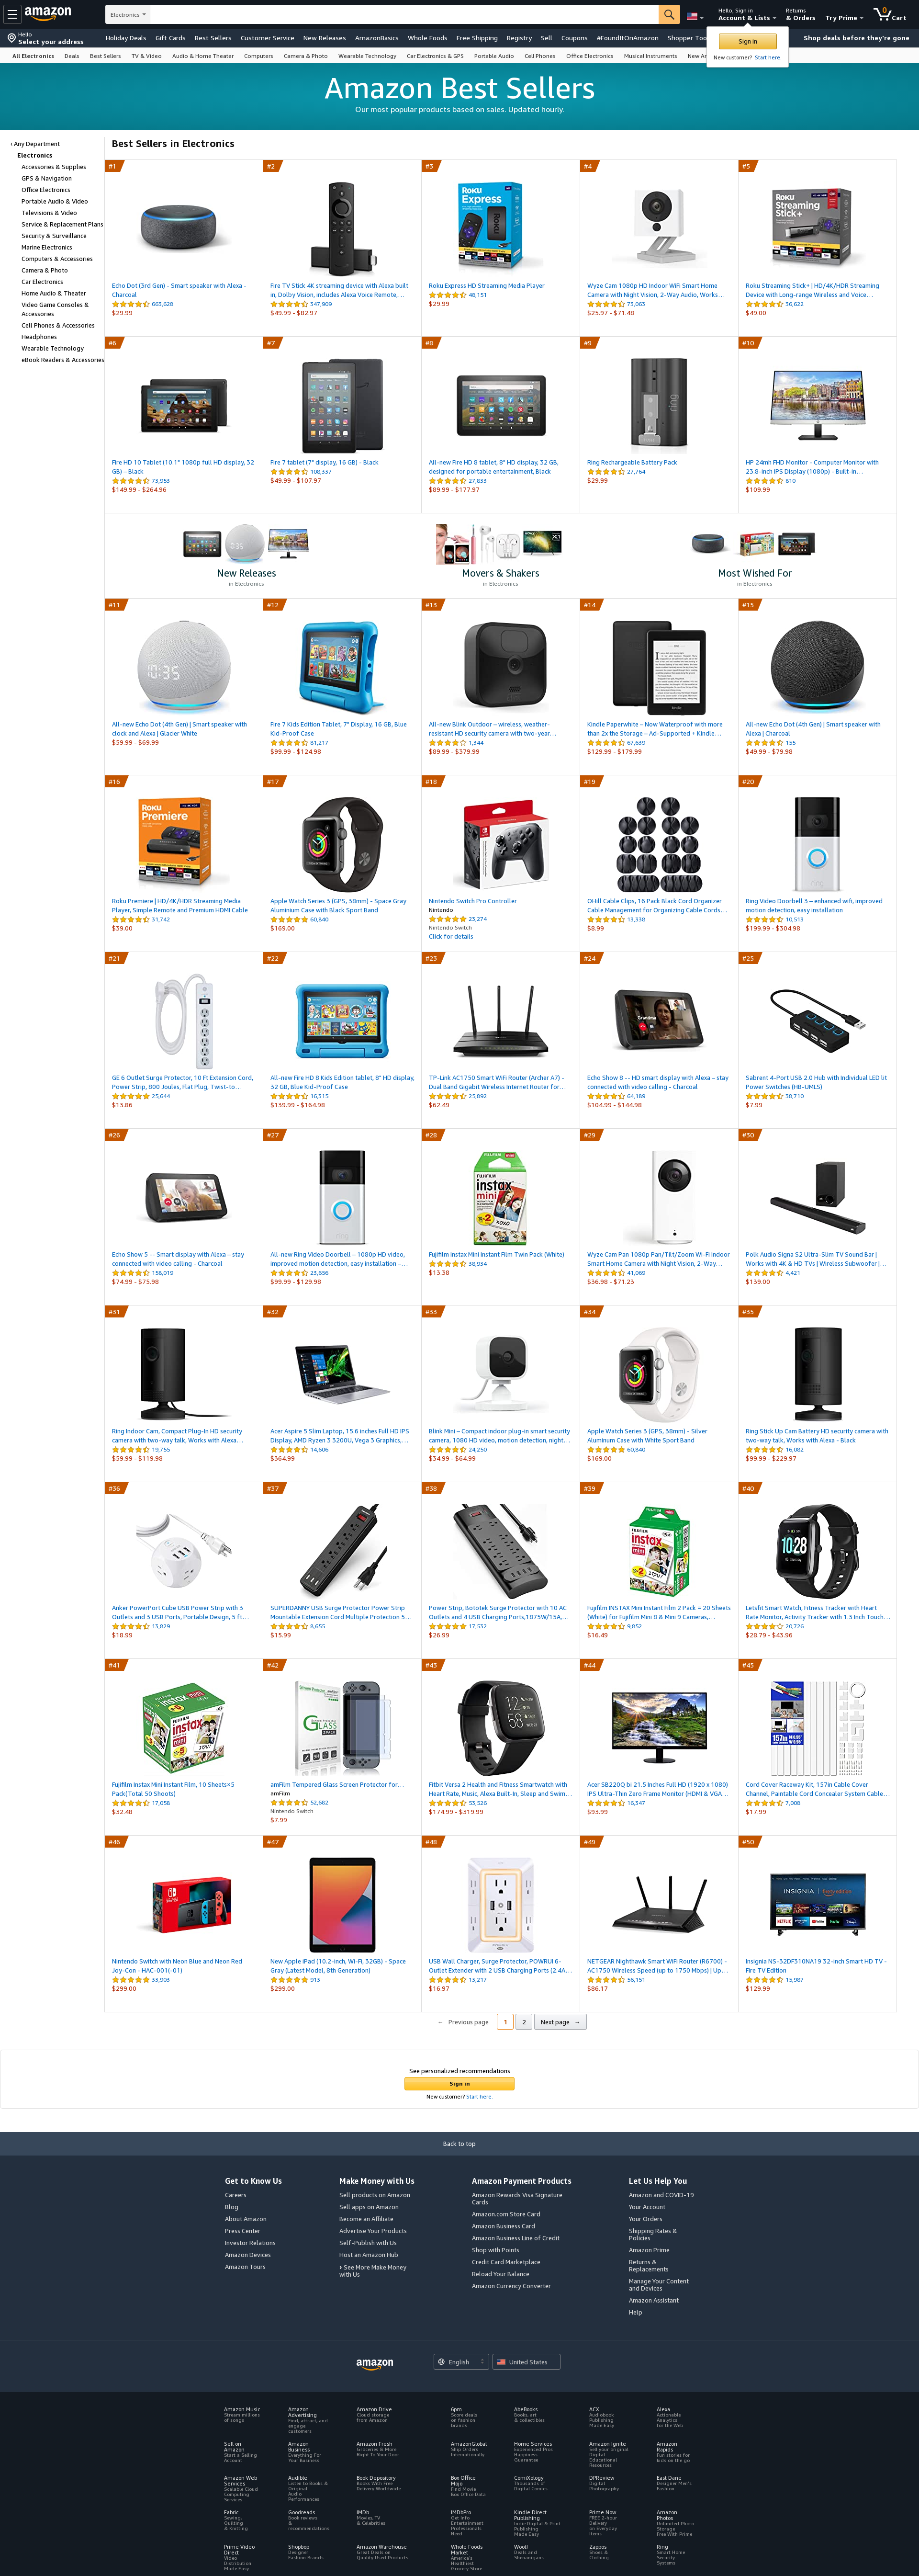 amazon
Electronics
Hello, Sign in
Account & Lists
Returns
& Orders
Try Prime
0
Cart
Hello
Select your address
Holiday Deals
Gift Cards
Best Sellers
Customer Service
New Releases
AmazonBasics
Whole Foods
Free Shipping
Registry
Sell
Coupons
#FoundItOnAmazon
Shopper Too
Shop deals before they're gone
Sign in
New customer? Start here.
All Electronics
Deals
Best Sellers
TV & Video
Audio & Home Theater
Computers
Camera & Photo
Wearable Technology
Car Electronics & GPS
Portable Audio
Cell Phones
Office Electronics
Musical Instruments
New Ar
Amazon Best Sellers
Our most popular products based on sales. Updated hourly.
‹ Any Department
Electronics
Accessories & Supplies
GPS & Navigation
Office Electronics
Portable Audio & Video
Televisions & Video
Service & Replacement Plans
Security & Surveillance
Marine Electronics
Computers & Accessories
Camera & Photo
Car Electronics
Home Audio & Theater
Video Game Consoles &
Accessories
Cell Phones & Accessories
Headphones
Wearable Technology
eBook Readers & Accessories
Best Sellers in Electronics
#1
Echo Dot (3rd Gen) - Smart speaker with Alexa -
Charcoal
663,628
$29.99
#2
Fire TV Stick 4K streaming device with Alexa built
in, Dolby Vision, includes Alexa Voice Remote,…
347,909
$49.99 - $82.97
#3
Roku Express HD Streaming Media Player
48,151
$29.99
#4
Wyze Cam 1080p HD Indoor WiFi Smart Home
Camera with Night Vision, 2-Way Audio, Works…
73,063
$25.97 - $71.48
#5
Roku Streaming Stick+ | HD/4K/HDR Streaming
Device with Long-range Wireless and Voice…
36,622
$49.00
#6
Fire HD 10 Tablet (10.1" 1080p full HD display, 32
GB) – Black
73,953
$149.99 - $264.96
#7
Fire 7 tablet (7" display, 16 GB) - Black
108,337
$49.99 - $107.97
#8
All-new Fire HD 8 tablet, 8" HD display, 32 GB,
designed for portable entertainment, Black
27,833
$89.99 - $177.97
#9
Ring Rechargeable Battery Pack
27,764
$29.99
#10
HP 24mh FHD Monitor - Computer Monitor with
23.8-inch IPS Display (1080p) - Built-in…
810
$109.99
New Releases
in Electronics
Movers & Shakers
in Electronics
Most Wished For
in Electronics
#11
All-new Echo Dot (4th Gen) | Smart speaker with
clock and Alexa | Glacier White
$59.99 - $69.99
#12
Fire 7 Kids Edition Tablet, 7" Display, 16 GB, Blue
Kid-Proof Case
81,217
$99.99 - $124.98
#13
All-new Blink Outdoor – wireless, weather-
resistant HD security camera with two-year…
1,344
$89.99 - $379.99
#14
Kindle Paperwhite – Now Waterproof with more
than 2x the Storage – Ad-Supported + Kindle…
67,639
$129.99 - $179.99
#15
All-new Echo Dot (4th Gen) | Smart speaker with
Alexa | Charcoal
155
$49.99 - $79.98
#16
Roku Premiere | HD/4K/HDR Streaming Media
Player, Simple Remote and Premium HDMI Cable
31,742
$39.00
#17
Apple Watch Series 3 (GPS, 38mm) - Space Gray
Aluminium Case with Black Sport Band
60,840
$169.00
#18
Nintendo Switch Pro Controller
Nintendo
23,274
Nintendo Switch
Click for details
#19
OHill Cable Clips, 16 Pack Black Cord Organizer
Cable Management for Organizing Cable Cords…
13,338
$8.99
#20
Ring Video Doorbell 3 – enhanced wifi, improved
motion detection, easy installation
10,513
$199.99 - $304.98
#21
GE 6 Outlet Surge Protector, 10 Ft Extension Cord,
Power Strip, 800 Joules, Flat Plug, Twist-to…
25,644
$13.86
#22
All-new Fire HD 8 Kids Edition tablet, 8" HD display,
32 GB, Blue Kid-Proof Case
16,315
$139.99 - $164.98
#23
TP-Link AC1750 Smart WiFi Router (Archer A7) -
Dual Band Gigabit Wireless Internet Router for…
25,892
$62.49
#24
Echo Show 8 -- HD smart display with Alexa – stay
connected with video calling - Charcoal
64,189
$104.99 - $144.98
#25
Sabrent 4-Port USB 2.0 Hub with Individual LED lit
Power Switches (HB-UMLS)
38,710
$7.99
#26
Echo Show 5 -- Smart display with Alexa – stay
connected with video calling - Charcoal
158,019
$74.99 - $75.98
#27
All-new Ring Video Doorbell – 1080p HD video,
improved motion detection, easy installation –…
23,656
$99.99 - $129.98
#28
Fujifilm Instax Mini Instant Film Twin Pack (White)
38,934
$13.38
#29
Wyze Cam Pan 1080p Pan/Tilt/Zoom Wi-Fi Indoor
Smart Home Camera with Night Vision, 2-Way…
41,069
$36.98 - $71.23
#30
Polk Audio Signa S2 Ultra-Slim TV Sound Bar |
Works with 4K & HD TVs | Wireless Subwoofer |…
4,421
$139.00
#31
Ring Indoor Cam, Compact Plug-In HD security
camera with two-way talk, Works with Alexa…
19,755
$59.99 - $119.98
#32
Acer Aspire 5 Slim Laptop, 15.6 inches Full HD IPS
Display, AMD Ryzen 3 3200U, Vega 3 Graphics,…
14,606
$364.99
#33
Blink Mini – Compact indoor plug-in smart security
camera, 1080 HD video, motion detection, night…
24,250
$34.99 - $64.99
#34
Apple Watch Series 3 (GPS, 38mm) - Silver
Aluminum Case with White Sport Band
60,840
$169.00
#35
Ring Stick Up Cam Battery HD security camera with
two-way talk, Works with Alexa - Black
16,082
$99.99 - $229.97
#36
Anker PowerPort Cube USB Power Strip with 3
Outlets and 3 USB Ports, Portable Design, 5 ft…
13,829
$18.99
#37
SUPERDANNY USB Surge Protector Power Strip
Mountable Extension Cord Multiple Protection 5…
8,655
$15.99
#38
Power Strip, Bototek Surge Protector with 10 AC
Outlets and 4 USB Charging Ports,1875W/15A,…
17,532
$26.99
#39
Fujifilm INSTAX Mini Instant Film 2 Pack = 20 Sheets
(White) for Fujifilm Mini 8 & Mini 9 Cameras,…
9,852
$16.49
#40
Letsfit Smart Watch, Fitness Tracker with Heart
Rate Monitor, Activity Tracker with 1.3 Inch Touch…
20,726
$28.79 - $43.96
#41
Fujifilm Instax Mini Instant Film, 10 Sheets×5
Pack(Total 50 Shoots)
17,058
$32.48
#42
amFilm Tempered Glass Screen Protector for…
amFilm
52,682
Nintendo Switch
$7.99
#43
Fitbit Versa 2 Health and Fitness Smartwatch with
Heart Rate, Music, Alexa Built-In, Sleep and Swim…
53,526
$174.99 - $319.99
#44
Acer SB220Q bi 21.5 Inches Full HD (1920 x 1080)
IPS Ultra-Thin Zero Frame Monitor (HDMI & VGA…
16,347
$93.99
#45
Cord Cover Raceway Kit, 157in Cable Cover
Channel, Paintable Cord Concealer System Cable…
7,008
$17.99
#46
Nintendo Switch with Neon Blue and Neon Red
Joy‑Con - HAC-001(-01)
33,903
$299.00
#47
New Apple iPad (10.2-inch, Wi-Fi, 32GB) - Space
Gray (Latest Model, 8th Generation)
913
$299.00
#48
USB Wall Charger, Surge Protector, POWRUI 6-
Outlet Extender with 2 USB Charging Ports (2.4A…
13,217
$16.97
#49
NETGEAR Nighthawk Smart WiFi Router (R6700) -
AC1750 Wireless Speed (up to 1750 Mbps) | Up…
56,151
$86.17
#50
Insignia NS-32DF310NA19 32-inch Smart HD TV -
Fire TV Edition
15,987
$129.99
← Previous page
1
2
Next page →
See personalized recommendations
Sign in
New customer? Start here.
Back to top
Get to Know Us
Careers
Blog
About Amazon
Press Center
Investor Relations
Amazon Devices
Amazon Tours
Make Money with Us
Sell products on Amazon
Sell apps on Amazon
Become an Affiliate
Advertise Your Products
Self-Publish with Us
Host an Amazon Hub
› See More Make Money
with Us
Amazon Payment Products
Amazon Rewards Visa Signature
Cards
Amazon.com Store Card
Amazon Business Card
Amazon Business Line of Credit
Shop with Points
Credit Card Marketplace
Reload Your Balance
Amazon Currency Converter
Let Us Help You
Amazon and COVID-19
Your Account
Your Orders
Shipping Rates &
Policies
Amazon Prime
Returns &
Replacements
Manage Your Content
and Devices
Amazon Assistant
Help
amazon
English
United States
Amazon Music
Stream millions
of songs
Amazon
Advertising
Find, attract, and
engage
customers
Amazon Drive
Cloud storage
from Amazon
6pm
Score deals
on fashion
brands
AbeBooks
Books, art
& collectibles
ACX
Audiobook
Publishing
Made Easy
Alexa
Actionable
Analytics
for the Web
Sell on
Amazon
Start a Selling
Account
Amazon
Business
Everything For
Your Business
Amazon Fresh
Groceries & More
Right To Your Door
AmazonGlobal
Ship Orders
Internationally
Home Services
Experienced Pros
Happiness
Guarantee
Amazon Ignite
Sell your original
Digital
Educational
Resources
Amazon
Rapids
Fun stories for
kids on the go
Amazon Web
Services
Scalable Cloud
Computing
Services
Audible
Listen to Books &
Original
Audio
Performances
Book Depository
Books With Free
Delivery Worldwide
Box Office
Mojo
Find Movie
Box Office Data
ComiXology
Thousands of
Digital Comics
DPReview
Digital
Photography
East Dane
Designer Men's
Fashion
Fabric
Sewing,
Quilting
& Knitting
Goodreads
Book reviews
&
recommendations
IMDb
Movies, TV
& Celebrities
IMDbPro
Get Info
Entertainment
Professionals
Need
Kindle Direct
Publishing
Indie Digital & Print
Publishing
Made Easy
Prime Now
FREE 2-hour
Delivery
on Everyday
Items
Amazon
Photos
Unlimited Photo
Storage
Free With Prime
Prime Video
Direct
Video
Distribution
Made Easy
Shopbop
Designer
Fashion Brands
Amazon Warehouse
Great Deals on
Quality Used Products
Whole Foods
Market
America's
Healthiest
Grocery Store
Woot!
Deals and
Shenanigans
Zappos
Shoes &
Clothing
Ring
Smart Home
Security
Systems